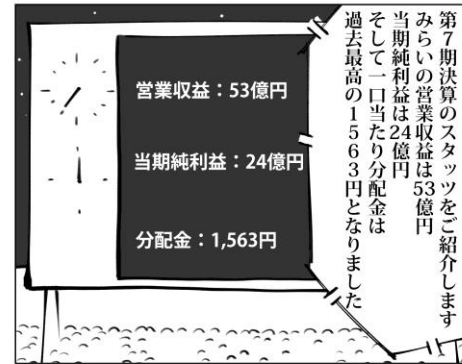 第７期決算のスタッツをご紹介します
みらいの営業収益は53億円
当期純利益は24億円
そして一口当たり分配金は
過去最高の１５６３円となりました
営業収益：53億円
当期純利益：24億円
分配金：1,563円